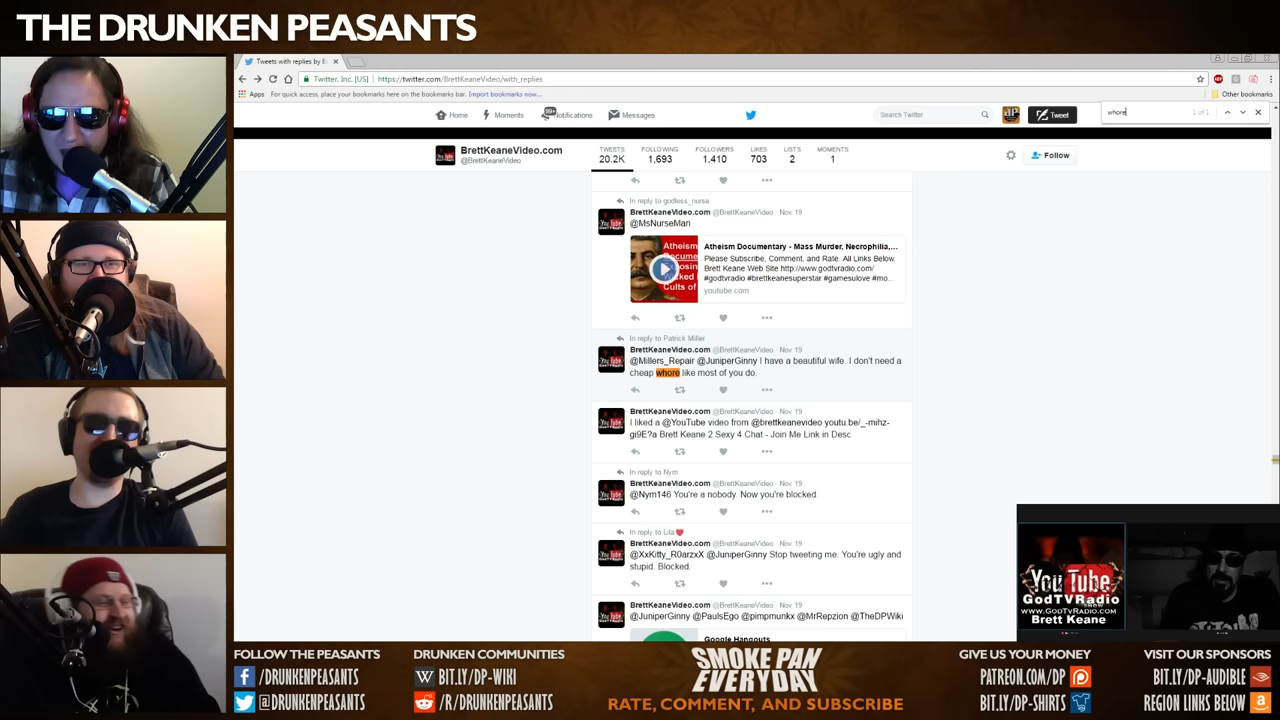 THE DRUNKEN PEASANTS
Tweets with replies by B
Twitter, Inc. [US] https://twitter.com/BrettKeaneVideo/with_replies
Apps For quick access, place your bookmarks here on the bookmarks bar. Import bookmarks now... Other bookmarks
whore 1 of 1
Home Moments 99+ Notifications Messages Search Twitter Tweet
BrettKeaneVideo.com
@BrettKeaneVideo
TWEETS FOLLOWING FOLLOWERS LIKES LISTS MOMENTS
20.2K 1,693 1,410 703 2 1
Follow
In reply to godless_nurse
BrettKeaneVideo.com @BrettKeaneVideo · Nov 19
@MsNurseMari
Atheism Documentary - Mass Murder, Necrophilia,...
Please Subscribe, Comment, and Rate. All Links Below.
Brett Keane Web Site http://www.godtvradio.com/
#godtvradio #brettkeanesuperstar #gamesulove #mo...
youtube.com
In reply to Patrick Miller
BrettKeaneVideo.com @BrettKeaneVideo · Nov 19
@Millers_Repair @JuniperGinny I have a beautiful wife. I don't need a
cheap whore like most of you do.
BrettKeaneVideo.com @BrettKeaneVideo · Nov 19
I liked a @YouTube video from @brettkeanevideo youtu.be/_-mihz-
gi9E?a Brett Keane 2 Sexy 4 Chat - Join Me Link in Desc
In reply to Nym
BrettKeaneVideo.com @BrettKeaneVideo · Nov 19
@Nym146 You're a nobody. Now you're blocked.
In reply to Lila
BrettKeaneVideo.com @BrettKeaneVideo · Nov 19
@XxKitty_R0arzxX @JuniperGinny Stop tweeting me. You're ugly and
stupid. Blocked.
BrettKeaneVideo.com @BrettKeaneVideo · Nov 19
@JuniperGinny @PaulsEgo @pimpmunkx @MrRepzion @TheDPWiki
Google Hangouts
You Tube
GodTVRadio
www.GodTVRadio.com
Brett Keane
FOLLOW THE PEASANTS
/DRUNKENPEASANTS
@DRUNKENPEASANTS
DRUNKEN COMMUNITIES
BIT.LY/DP-WIKI
/R/DRUNKENPEASANTS
SMOKE PAN
EVERYDAY
RATE, COMMENT, AND SUBSCRIBE
GIVE US YOUR MONEY
PATREON.COM/DP
BIT.LY/DP-SHIRTS
VISIT OUR SPONSORS
BIT.LY/DP-AUDIBLE
REGION LINKS BELOW